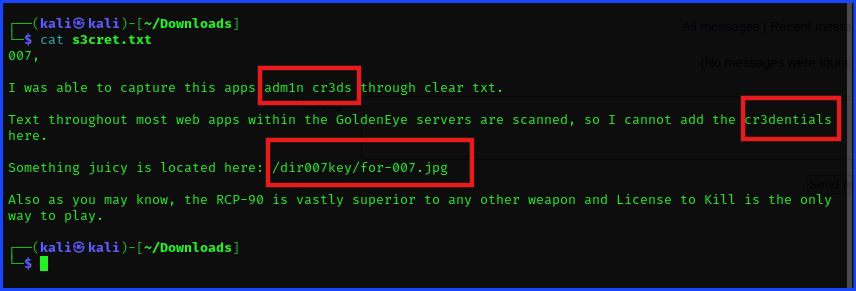 All messages | Recent messa
(No messages were found
┌──(kali㉿kali)-[~/Downloads]
└─$ cat s3cret.txt
007,
I was able to capture this apps adm1n cr3ds through clear txt.
Text throughout most web apps within the GoldenEye servers are scanned, so I cannot add the cr3dentials
here.
Something juicy is located here: /dir007key/for-007.jpg
Send m
Also as you may know, the RCP-90 is vastly superior to any other weapon and License to Kill is the only
way to play.
┌──(kali㉿kali)-[~/Downloads]
└─$